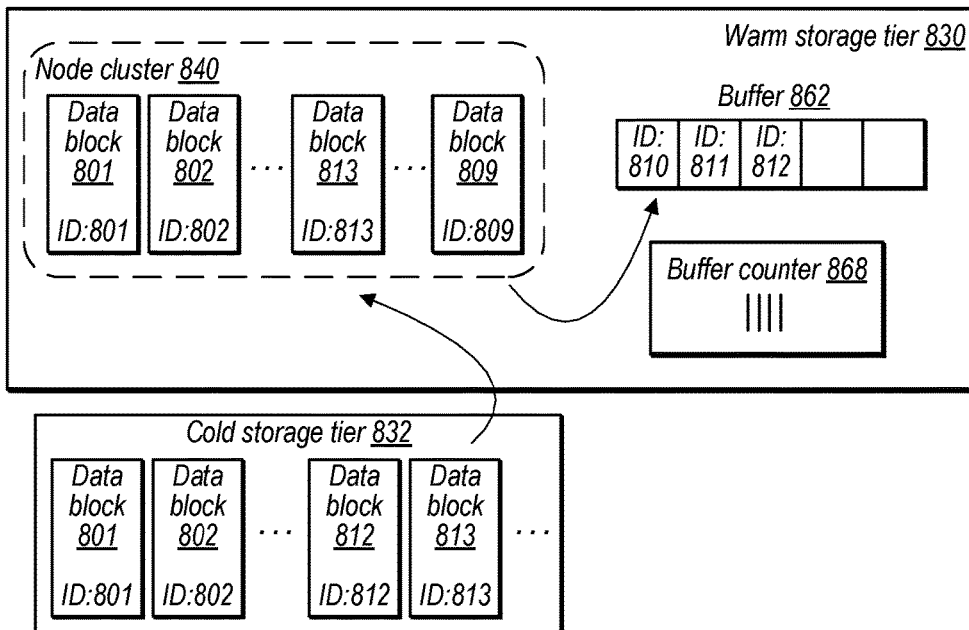 Warm storage tier 830
Node cluster 840
Data block 801 ID:801
Data block 802 ID:802
...
Data block 813 ID:813
...
Data block 809 ID:809
Buffer 862
ID: 810
ID: 811
ID: 812
Buffer counter 868
||||
Cold storage tier 832
Data block 801 ID:801
Data block 802 ID:802
...
Data block 812 ID:812
Data block 813 ID:813
...